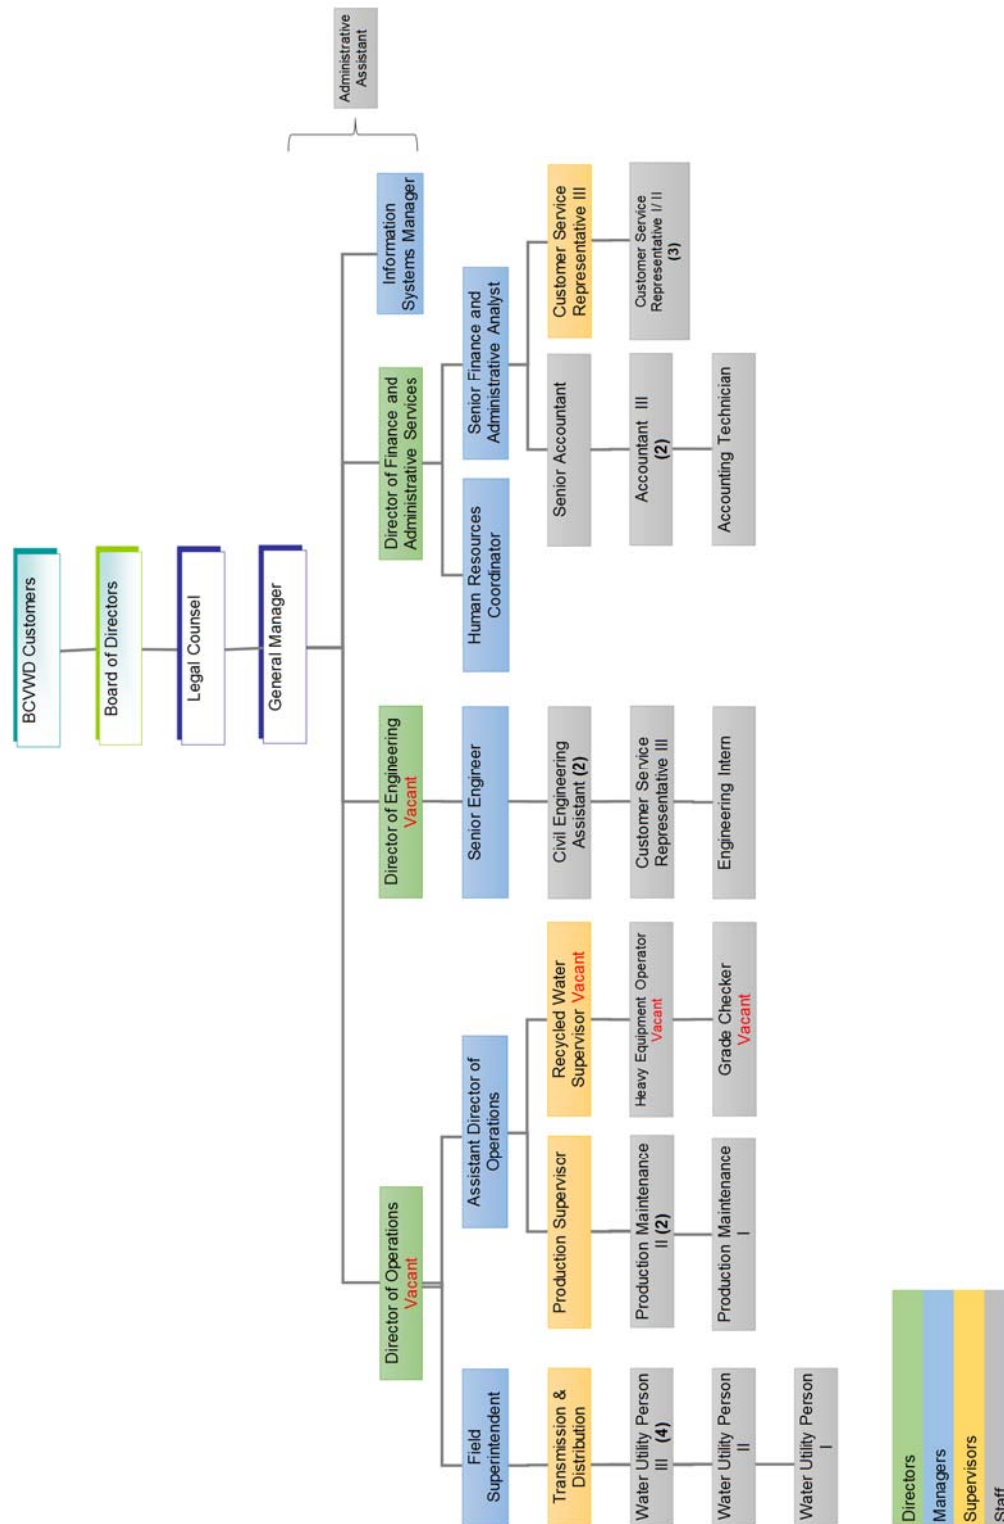 BCVWD Customers
Board of Directors
Legal Counsel
General Manager
Administrative
Assistant
Director of Operations
Vacant
Director of Engineering
Vacant
Director of Finance and
Administrative Services
Information
Systems Manager
Field
Superintendent
Assistant Director of
Operations
Senior Engineer
Human Resources
Coordinator
Senior Finance and
Administrative Analyst
Transmission &
Distribution
Production Supervisor
Recycled Water
Supervisor Vacant
Civil Engineering
Assistant (2)
Senior Accountant
Customer Service
Representative III
Water Utility Person
III (4)
Production Maintenance
II (2)
Heavy Equipment Operator
Vacant
Customer Service
Representative III
Accountant III
(2)
Customer Service
Representative I/ II
(3)
Water Utility Person
II
Production Maintenance
I
Grade Checker
Vacant
Engineering Intern
Accounting Technician
Water Utility Person
I
Directors
Managers
Supervisors
Staff